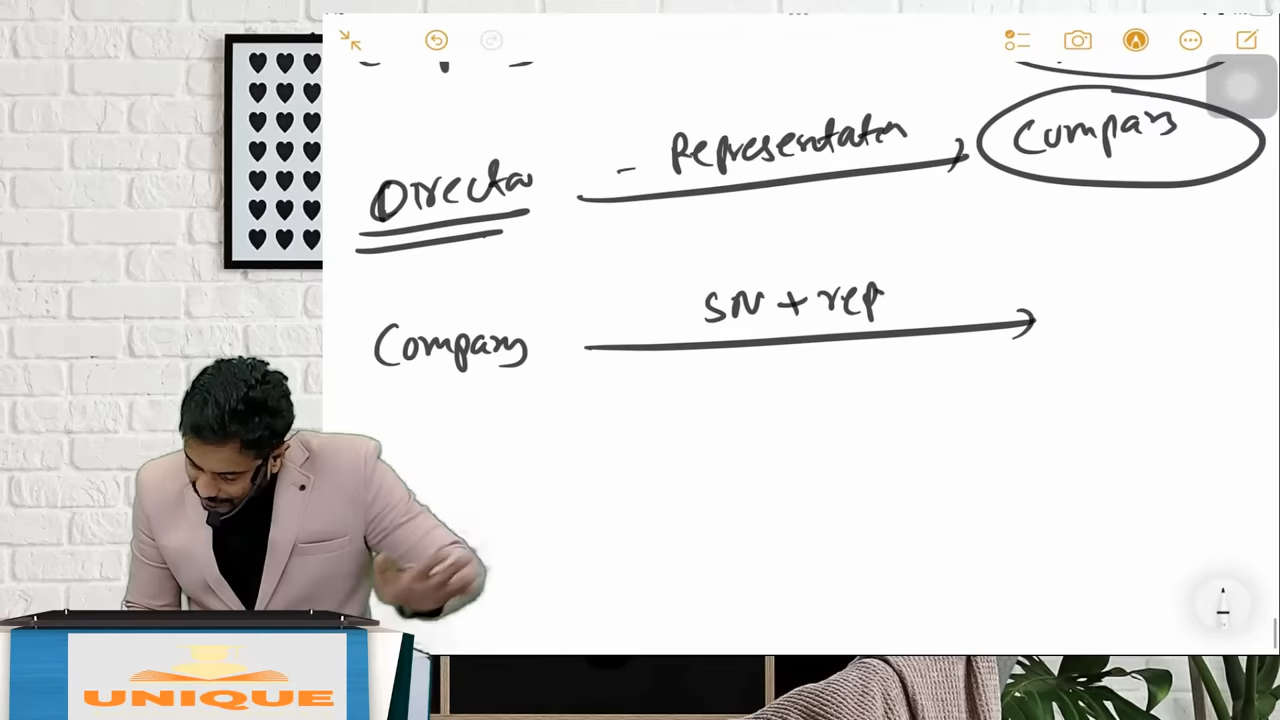 - Representation
Company
Director
SN + rep
Company
UNIQUE